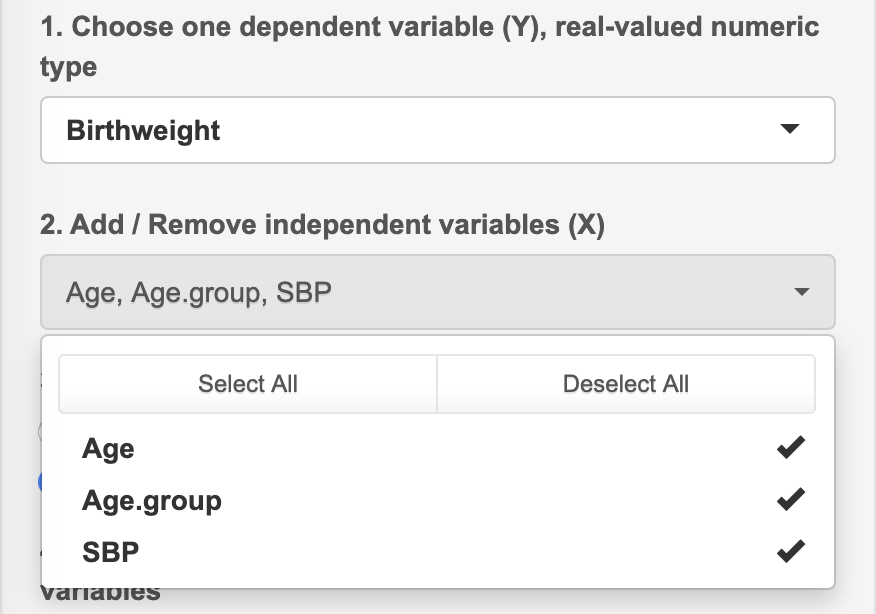 1. Choose one dependent variable (Y), real-valued numeric
type
Birthweight
2. Add / Remove independent variables (X)
Age, Age.group, SBP
Select All
Deselect All
Age
Age.group
SBP
variables